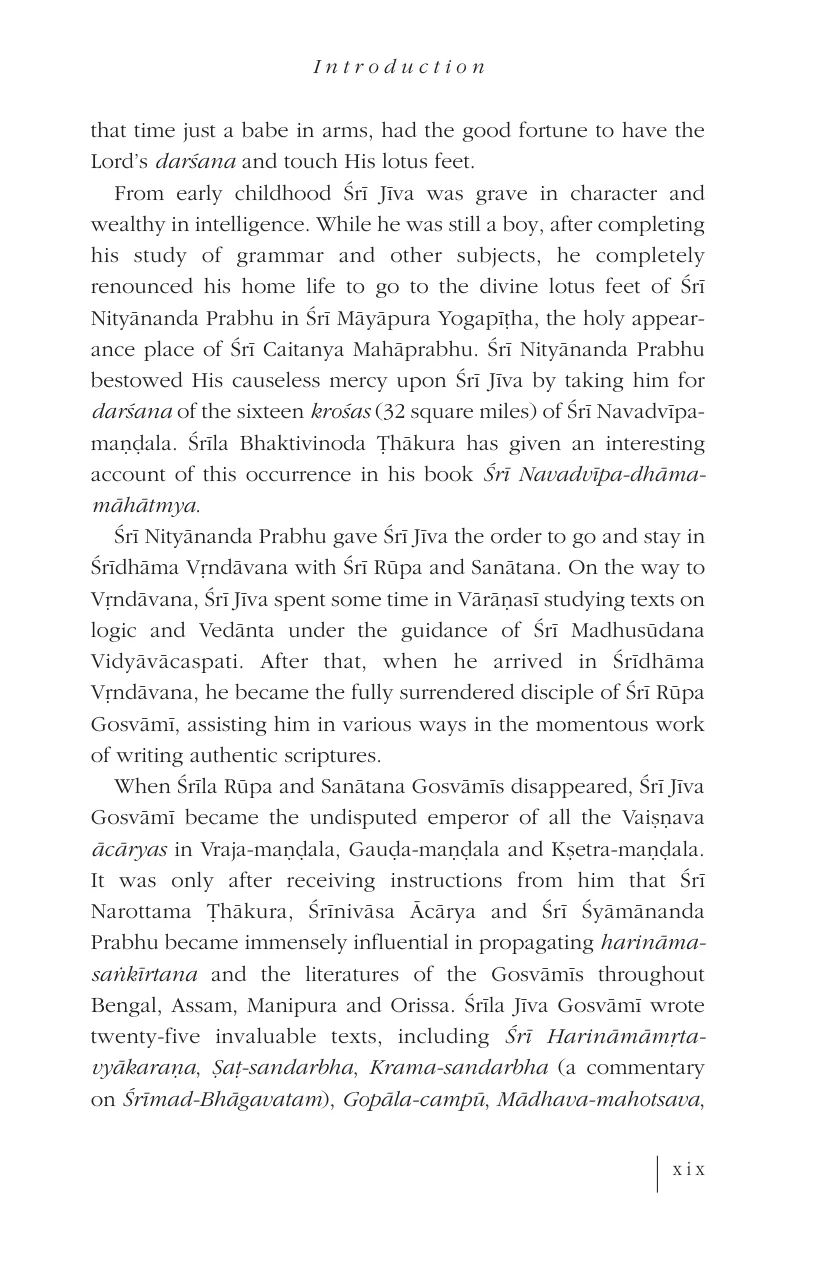 Introduction
that time just a babe in arms, had the good fortune to have the
Lord’s darśana and touch His lotus feet.
From early childhood Śrī Jīva was grave in character and
wealthy in intelligence. While he was still a boy, after completing
his study of grammar and other subjects, he completely
renounced his home life to go to the divine lotus feet of Śrī
Nityānanda Prabhu in Śrī Māyāpura Yogapīṭha, the holy appear-
ance place of Śrī Caitanya Mahāprabhu. Śrī Nityānanda Prabhu
bestowed His causeless mercy upon Śrī Jīva by taking him for
darśana of the sixteen krośas (32 square miles) of Śrī Navadvīpa-
maṇḍala. Śrīla Bhaktivinoda Ṭhākura has given an interesting
account of this occurrence in his book Śrī Navadvīpa-dhāma-
māhātmya.
Śrī Nityānanda Prabhu gave Śrī Jīva the order to go and stay in
Śrīdhāma Vṛndāvana with Śrī Rūpa and Sanātana. On the way to
Vṛndāvana, Śrī Jīva spent some time in Vārāṇasī studying texts on
logic and Vedānta under the guidance of Śrī Madhusūdana
Vidyāvācaspati. After that, when he arrived in Śrīdhāma
Vṛndāvana, he became the fully surrendered disciple of Śrī Rūpa
Gosvāmī, assisting him in various ways in the momentous work
of writing authentic scriptures.
When Śrīla Rūpa and Sanātana Gosvāmīs disappeared, Śrī Jīva
Gosvāmī became the undisputed emperor of all the Vaiṣṇava
ācāryas in Vraja-maṇḍala, Gauḍa-maṇḍala and Kṣetra-maṇḍala.
It was only after receiving instructions from him that Śrī
Narottama Ṭhākura, Śrīnivāsa Ācārya and Śrī Śyāmānanda
Prabhu became immensely influential in propagating harināma-
saṅkīrtana and the literatures of the Gosvāmīs throughout
Bengal, Assam, Manipura and Orissa. Śrīla Jīva Gosvāmī wrote
twenty-five invaluable texts, including Śrī Harināmāmṛta-
vyākaraṇa, Ṣaṭ-sandarbha, Krama-sandarbha (a commentary
on Śrīmad-Bhāgavatam), Gopāla-campū, Mādhava-mahotsava,
xix